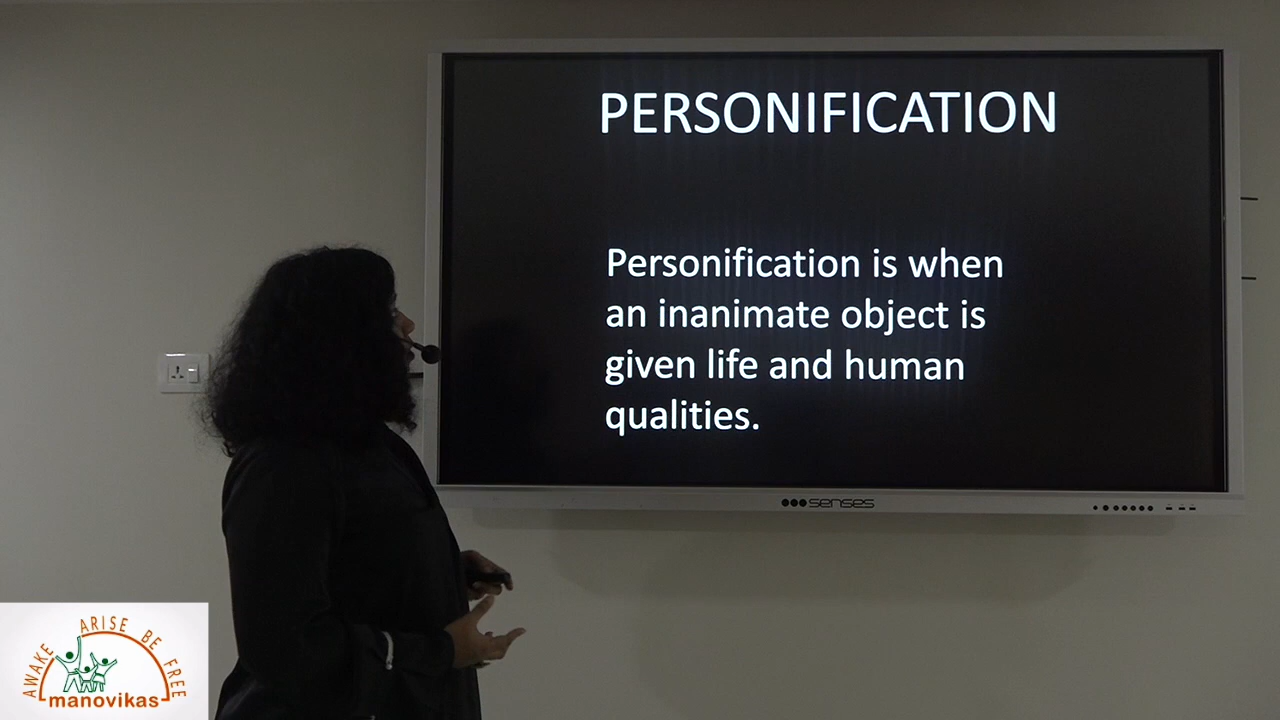 PERSONIFICATION
Personification is when
an inanimate object is
given life and human
qualities.
senses
AWAKE ARISE BE FREE
manovikas